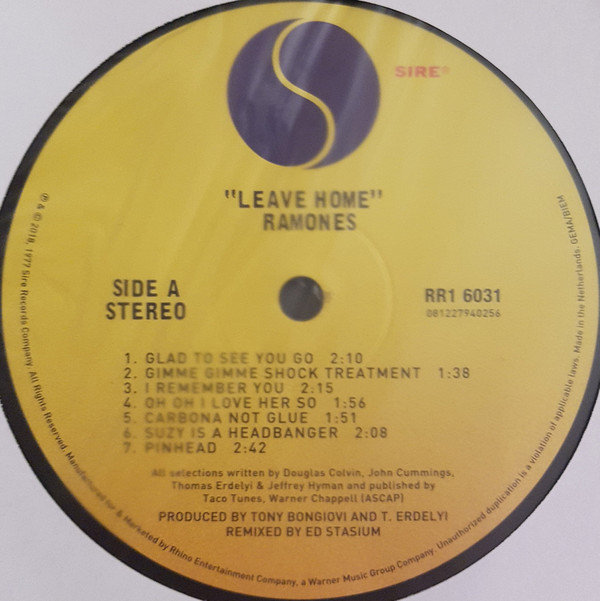 SIRE®
"LEAVE HOME"
RAMONES
SIDE A
STEREO
RR1 6031
081227940256
1. GLAD TO SEE YOU GO 2:10
2. GIMME GIMME SHOCK TREATMENT 1:38
3. I REMEMBER YOU 2:15
4. OH OH I LOVE HER SO 1:56
5. CARBONA NOT GLUE 1:51
6. SUZY IS A HEADBANGER 2:08
7. PINHEAD 2:42
All selections written by Douglas Colvin, John Cummings,
Thomas Erdelyi & Jeffrey Hyman and published by
Taco Tunes, Warner Chappell (ASCAP)
PRODUCED BY TONY BONGIOVI AND T. ERDELYI
REMIXED BY ED STASIUM
℗ & © 2018, 1977 Sire Records Company. All Rights Reserved. Manufactured for & Marketed by Rhino Entertainment Company, a Warner Music Group Company. Unauthorized duplication is a violation of applicable laws. Made in the Netherlands. GEMA/BIEM